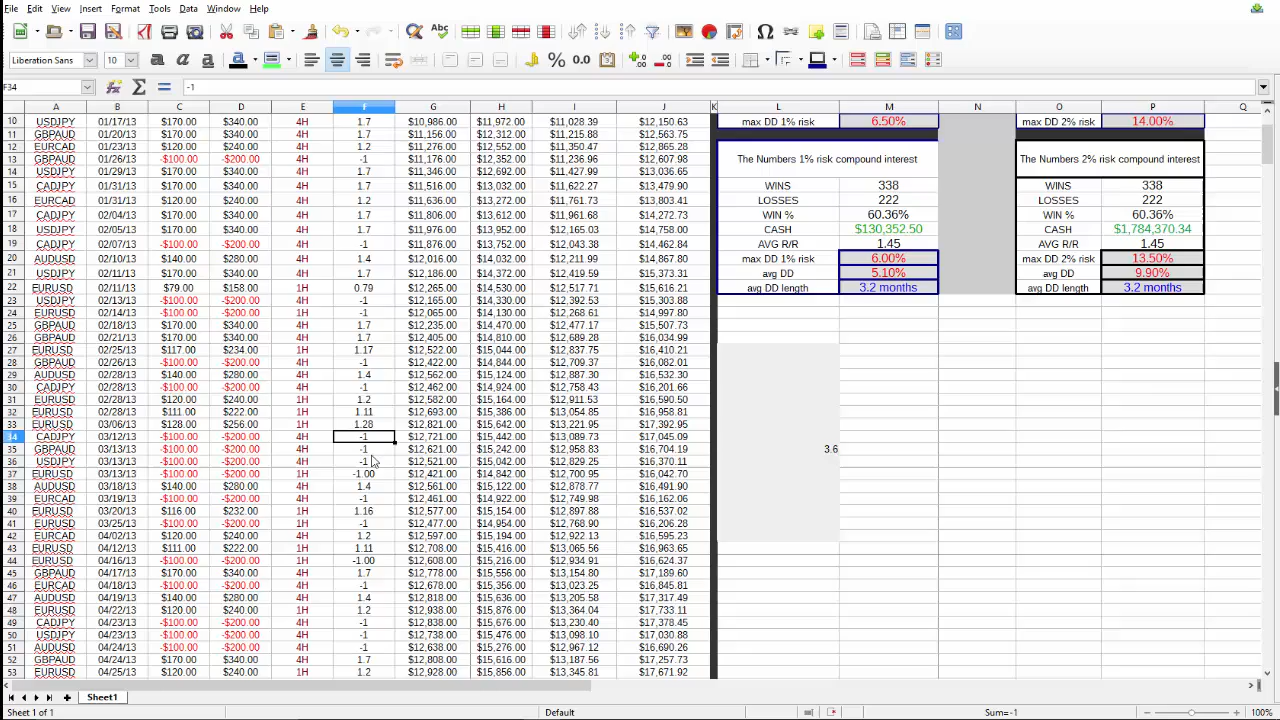 File Edit View Insert Format Tools Data Window Help
Liberation Sans 10
F34 -1
A B C D E F G H I J K L M N O P Q
10 USDJPY 01/17/13 $170.00 $340.00 4H 1.7 $10,986.00 $11,972.00 $11,028.39 $12,150.63 max DD 1% risk 6.50% max DD 2% risk 14.00%
11 GBPAUD 01/20/13 $170.00 $340.00 4H 1.7 $11,156.00 $12,312.00 $11,215.88 $12,563.75
12 EURCAD 01/23/13 $120.00 $240.00 4H 1.2 $11,276.00 $12,552.00 $11,350.47 $12,865.28
13 GBPAUD 01/26/13 -$100.00 -$200.00 4H -1 $11,176.00 $12,352.00 $11,236.96 $12,607.98 The Numbers 1% risk compound interest The Numbers 2% risk compound interest
14 USDJPY 01/29/13 $170.00 $340.00 4H 1.7 $11,346.00 $12,692.00 $11,427.99 $13,036.65
15 CADJPY 01/31/13 $170.00 $340.00 4H 1.7 $11,516.00 $13,032.00 $11,622.27 $13,479.90 WINS 338 WINS 338
16 EURCAD 01/31/13 $120.00 $240.00 4H 1.2 $11,636.00 $13,272.00 $11,761.73 $13,803.41 LOSSES 222 LOSSES 222
17 CADJPY 02/04/13 $170.00 $340.00 4H 1.7 $11,806.00 $13,612.00 $11,961.68 $14,272.73 WIN % 60.36% WIN % 60.36%
18 USDJPY 02/05/13 $170.00 $340.00 4H 1.7 $11,976.00 $13,952.00 $12,165.03 $14,758.00 CASH $130,352.50 CASH $1,784,370.34
19 CADJPY 02/07/13 -$100.00 -$200.00 4H -1 $11,876.00 $13,752.00 $12,043.38 $14,462.84 AVG R/R 1.45 AVG R/R 1.45
20 AUDUSD 02/10/13 $140.00 $280.00 4H 1.4 $12,016.00 $14,032.00 $12,211.99 $14,867.80 max DD 1% risk 6.00% max DD 2% risk 13.50%
21 USDJPY 02/11/13 $170.00 $340.00 4H 1.7 $12,186.00 $14,372.00 $12,419.59 $15,373.31 avg DD 5.10% avg DD 9.90%
22 EURUSD 02/11/13 $79.00 $158.00 1H 0.79 $12,265.00 $14,530.00 $12,517.71 $15,616.21 avg DD length 3.2 months avg DD length 3.2 months
23 USDJPY 02/13/13 -$100.00 -$200.00 4H -1 $12,165.00 $14,330.00 $12,392.53 $15,303.88
24 EURUSD 02/14/13 -$100.00 -$200.00 1H -1 $12,065.00 $14,130.00 $12,268.61 $14,997.80
25 GBPAUD 02/18/13 $170.00 $340.00 4H 1.7 $12,235.00 $14,470.00 $12,477.17 $15,507.73
26 GBPAUD 02/21/13 $170.00 $340.00 4H 1.7 $12,405.00 $14,810.00 $12,689.28 $16,034.99
27 EURUSD 02/25/13 $117.00 $234.00 1H 1.17 $12,522.00 $15,044.00 $12,837.75 $16,410.21
28 GBPAUD 02/26/13 -$100.00 -$200.00 4H -1 $12,422.00 $14,844.00 $12,709.37 $16,082.01
29 AUDUSD 02/28/13 $140.00 $280.00 4H 1.4 $12,562.00 $15,124.00 $12,887.30 $16,532.30
30 CADJPY 02/28/13 -$100.00 -$200.00 4H -1 $12,462.00 $14,924.00 $12,758.43 $16,201.66
31 EURUSD 02/28/13 $120.00 $240.00 4H 1.2 $12,582.00 $15,164.00 $12,911.53 $16,590.50
32 EURUSD 02/28/13 $111.00 $222.00 1H 1.11 $12,693.00 $15,386.00 $13,054.85 $16,958.81
33 EURUSD 03/06/13 $128.00 $256.00 1H 1.28 $12,821.00 $15,642.00 $13,221.95 $17,392.95
34 CADJPY 03/12/13 -$100.00 -$200.00 4H -1 $12,721.00 $15,442.00 $13,089.73 $17,045.09
35 GBPAUD 03/13/13 -$100.00 -$200.00 4H -1 $12,621.00 $15,242.00 $12,958.83 $16,704.19 3.6
36 USDJPY 03/13/13 -$100.00 -$200.00 4H -1 $12,521.00 $15,042.00 $12,829.25 $16,370.11
37 EURUSD 03/13/13 -$100.00 -$200.00 1H -1.00 $12,421.00 $14,842.00 $12,700.95 $16,042.70
38 AUDUSD 03/18/13 $140.00 $280.00 4H 1.4 $12,561.00 $15,122.00 $12,878.77 $16,491.90
39 EURCAD 03/19/13 -$100.00 -$200.00 4H -1 $12,461.00 $14,922.00 $12,749.98 $16,162.06
40 EURUSD 03/20/13 $116.00 $232.00 1H 1.16 $12,577.00 $15,154.00 $12,897.88 $16,537.02
41 EURUSD 03/25/13 -$100.00 -$200.00 1H -1 $12,477.00 $14,954.00 $12,768.90 $16,206.28
42 EURCAD 04/02/13 $120.00 $240.00 4H 1.2 $12,597.00 $15,194.00 $12,922.13 $16,595.23
43 EURUSD 04/12/13 $111.00 $222.00 1H 1.11 $12,708.00 $15,416.00 $13,065.56 $16,963.65
44 EURUSD 04/16/13 -$100.00 -$200.00 1H -1.00 $12,608.00 $15,216.00 $12,934.91 $16,624.37
45 GBPAUD 04/17/13 $170.00 $340.00 4H 1.7 $12,778.00 $15,556.00 $13,154.80 $17,189.60
46 EURCAD 04/18/13 -$100.00 -$200.00 4H -1 $12,678.00 $15,356.00 $13,023.25 $16,845.81
47 AUDUSD 04/19/13 $140.00 $280.00 4H 1.4 $12,818.00 $15,636.00 $13,205.58 $17,317.49
48 EURUSD 04/22/13 $120.00 $240.00 1H 1.2 $12,938.00 $15,876.00 $13,364.04 $17,733.11
49 CADJPY 04/23/13 -$100.00 -$200.00 4H -1 $12,838.00 $15,676.00 $13,230.40 $17,378.45
50 USDJPY 04/23/13 -$100.00 -$200.00 4H -1 $12,738.00 $15,476.00 $13,098.10 $17,030.88
51 AUDUSD 04/23/13 -$100.00 -$200.00 4H -1 $12,638.00 $15,276.00 $12,967.12 $16,690.26
52 GBPAUD 04/24/13 $170.00 $340.00 4H 1.7 $12,808.00 $15,616.00 $13,187.56 $17,257.73
53 EURUSD 04/25/13 $120.00 $240.00 1H 1.2 $12,928.00 $15,856.00 $13,345.81 $17,671.92
Sheet1
Sheet 1 of 1 Default Sum=-1 100%